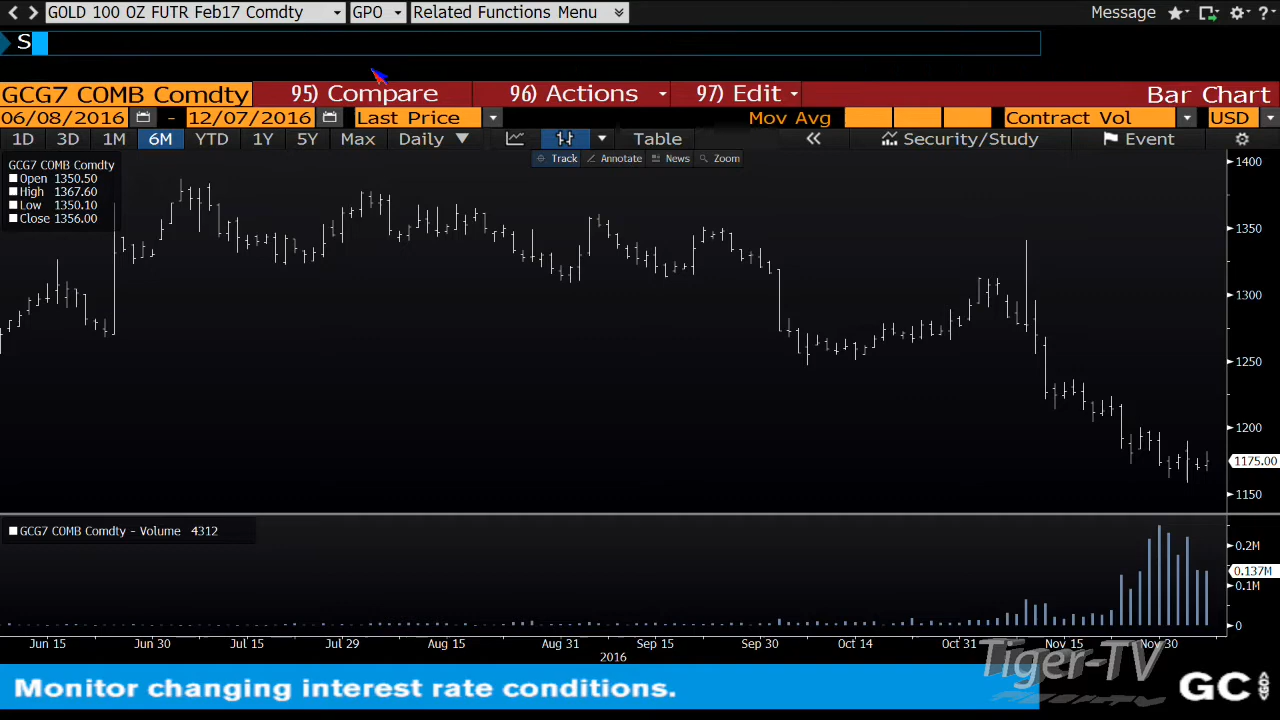 GOLD 100 OZ FUTR Feb17 Comdty GPO Related Functions Menu Message ?
S
GCG7 COMB Comdty 95) Compare 96) Actions 97) Edit Bar Chart
06/08/2016 - 12/07/2016 Last Price Mov Avg Contract Vol USD
1D 3D 1M 6M YTD 1Y 5Y Max Daily Table Security/Study Event
Track Annotate News Zoom
GCG7 COMB Comdty
Open 1350.50
High 1367.60
Low 1350.10
Close 1356.00
1400
1350
1300
1250
1200
1175.00
1150
GCG7 COMB Comdty - Volume 4312
0.2M
0.137M
0.1M
0
Jun 15 Jun 30 Jul 15 Jul 29 Aug 15 Aug 31 Sep 15 Sep 30 Oct 14 Oct 31 Nov 15 Nov 30
2016
Tiger-TV
Monitor changing interest rate conditions.
GC